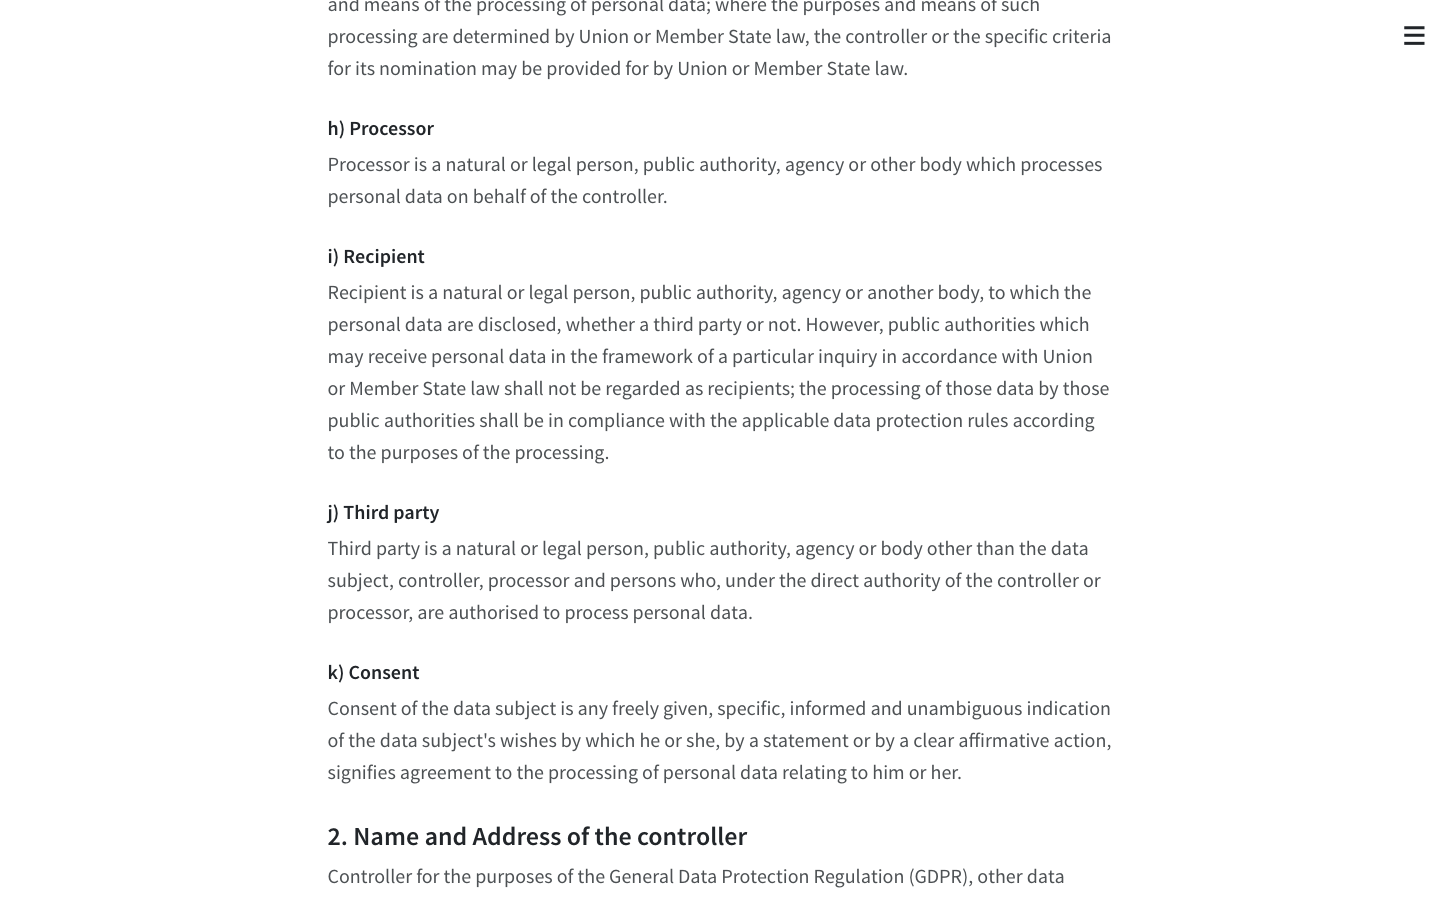 and means of the processing of personal data; where the purposes and means of such
processing are determined by Union or Member State law, the controller or the specific criteria
for its nomination may be provided for by Union or Member State law.
h) Processor
Processor is a natural or legal person, public authority, agency or other body which processes
personal data on behalf of the controller.
i) Recipient
Recipient is a natural or legal person, public authority, agency or another body, to which the
personal data are disclosed, whether a third party or not. However, public authorities which
may receive personal data in the framework of a particular inquiry in accordance with Union
or Member State law shall not be regarded as recipients; the processing of those data by those
public authorities shall be in compliance with the applicable data protection rules according
to the purposes of the processing.
j) Third party
Third party is a natural or legal person, public authority, agency or body other than the data
subject, controller, processor and persons who, under the direct authority of the controller or
processor, are authorised to process personal data.
k) Consent
Consent of the data subject is any freely given, specific, informed and unambiguous indication
of the data subject's wishes by which he or she, by a statement or by a clear affirmative action,
signifies agreement to the processing of personal data relating to him or her.
2. Name and Address of the controller
Controller for the purposes of the General Data Protection Regulation (GDPR), other data